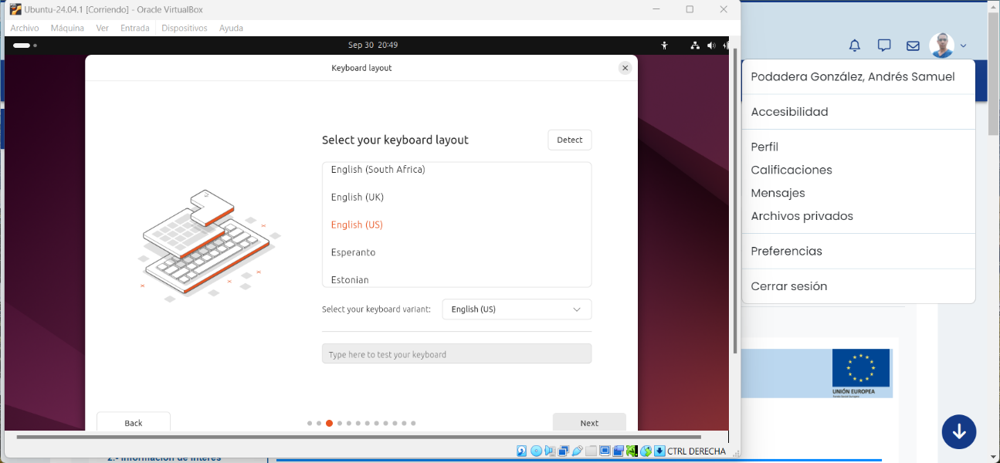 Ubuntu-24.04.1 [Corriendo] - Oracle VirtualBox
Archivo Máquina Ver Entrada Dispositivos Ayuda
Sep 30 20:49
Keyboard layout
Select your keyboard layout
Detect
English (South Africa)
English (UK)
English (US)
Esperanto
Estonian
Select your keyboard variant:
English (US)
Type here to test your keyboard
Back
Next
CTRL DERECHA
Podadera González, Andrés Samuel
Accesibilidad
Perfil
Calificaciones
Mensajes
Archivos privados
Preferencias
Cerrar sesión
UNIÓN EUROPEA
Fondo Social Europeo
2.- Información de interés